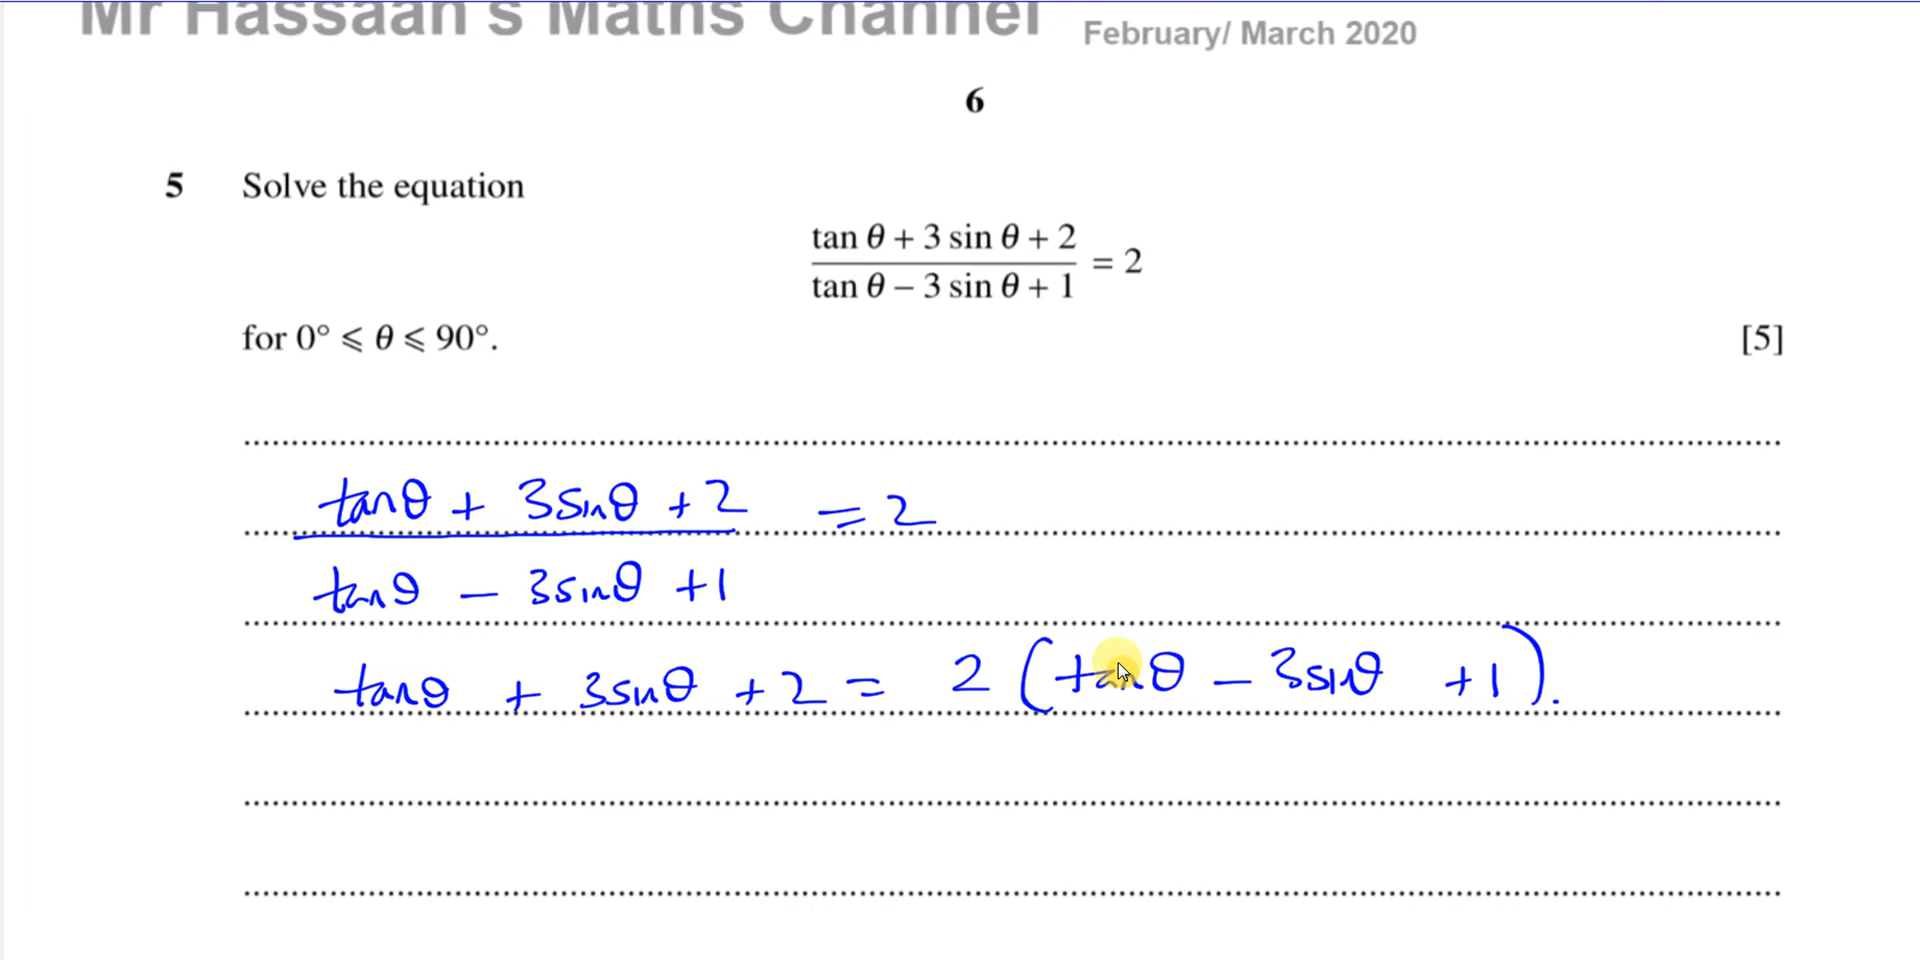 Mr Hassaan's Maths Channel February/ March 2020
6
5 Solve the equation
tan θ + 3 sin θ + 2
tan θ − 3 sin θ + 1
= 2
for 0° ⩽ θ ⩽ 90°. [5]
tanθ + 3sinθ + 2 = 2
tanθ − 3sinθ + 1
tanθ + 3sinθ + 2 = 2 (tanθ − 3sinθ + 1).